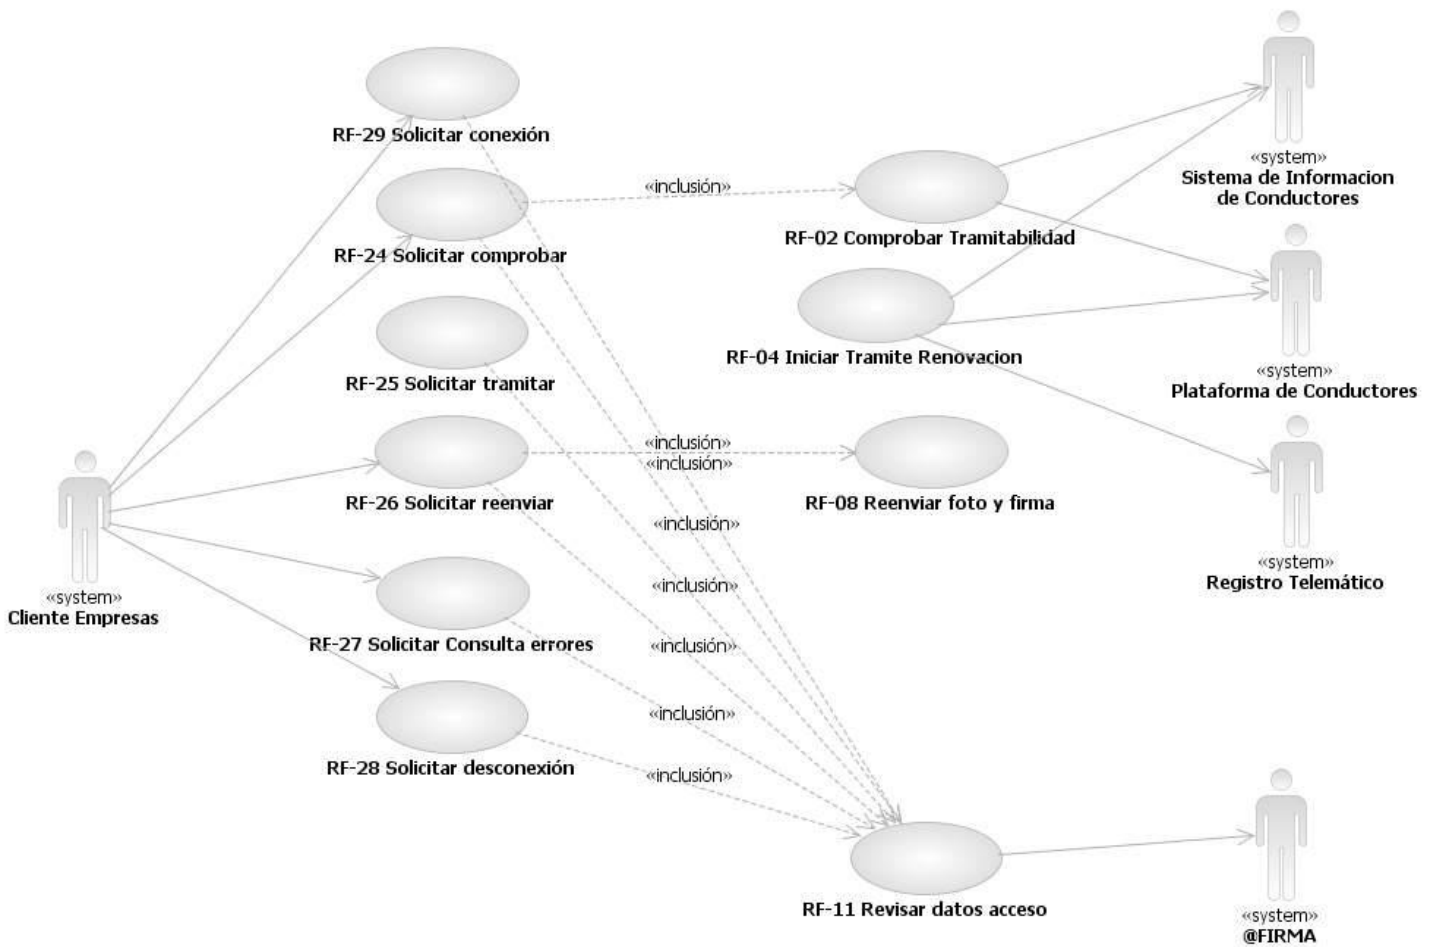 RF-29 Solicitar conexión
«system»
Sistema de Informacion
de Conductores
«inclusión»
RF-02 Comprobar Tramitabilidad
RF-24 Solicitar comprobar
RF-04 Iniciar Tramite Renovacion
«system»
Plataforma de Conductores
RF-25 Solicitar tramitar
«inclusión»
«inclusión»
RF-26 Solicitar reenviar
RF-08 Reenviar foto y firma
«inclusión»
«system»
Registro Telemático
«inclusión»
«system»
Cliente Empresas
RF-27 Solicitar Consulta errores
«inclusión»
«inclusión»
RF-28 Solicitar desconexión
«inclusión»
RF-11 Revisar datos acceso
«system»
@FIRMA